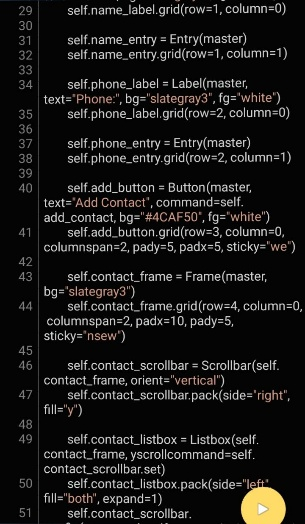 29 self.name_label.grid(row=1, column=0)
30
31 self.name_entry = Entry(master)
32 self.name_entry.grid(row=1, column=1)
33
34 self.phone_label = Label(master,
text="Phone:", bg="slategray3", fg="white")
35 self.phone_label.grid(row=2, column=0)
36
37 self.phone_entry = Entry(master)
38 self.phone_entry.grid(row=2, column=1)
39
40 self.add_button = Button(master,
text="Add Contact", command=self.
add_contact, bg="#4CAF50", fg="white")
41 self.add_button.grid(row=3, column=0,
columnspan=2, pady=5, padx=5, sticky="we")
42
43 self.contact_frame = Frame(master,
bg="slategray3")
44 self.contact_frame.grid(row=4, column=0,
columnspan=2, padx=10, pady=5,
sticky="nsew")
45
46 self.contact_scrollbar = Scrollbar(self.
contact_frame, orient="vertical")
47 self.contact_scrollbar.pack(side="right",
fill="y")
48
49 self.contact_listbox = Listbox(self.
contact_frame, yscrollcommand=self.
contact_scrollbar.set)
50 self.contact_listbox.pack(side="left",
fill="both", expand=1)
51 self.contact_scrollbar.